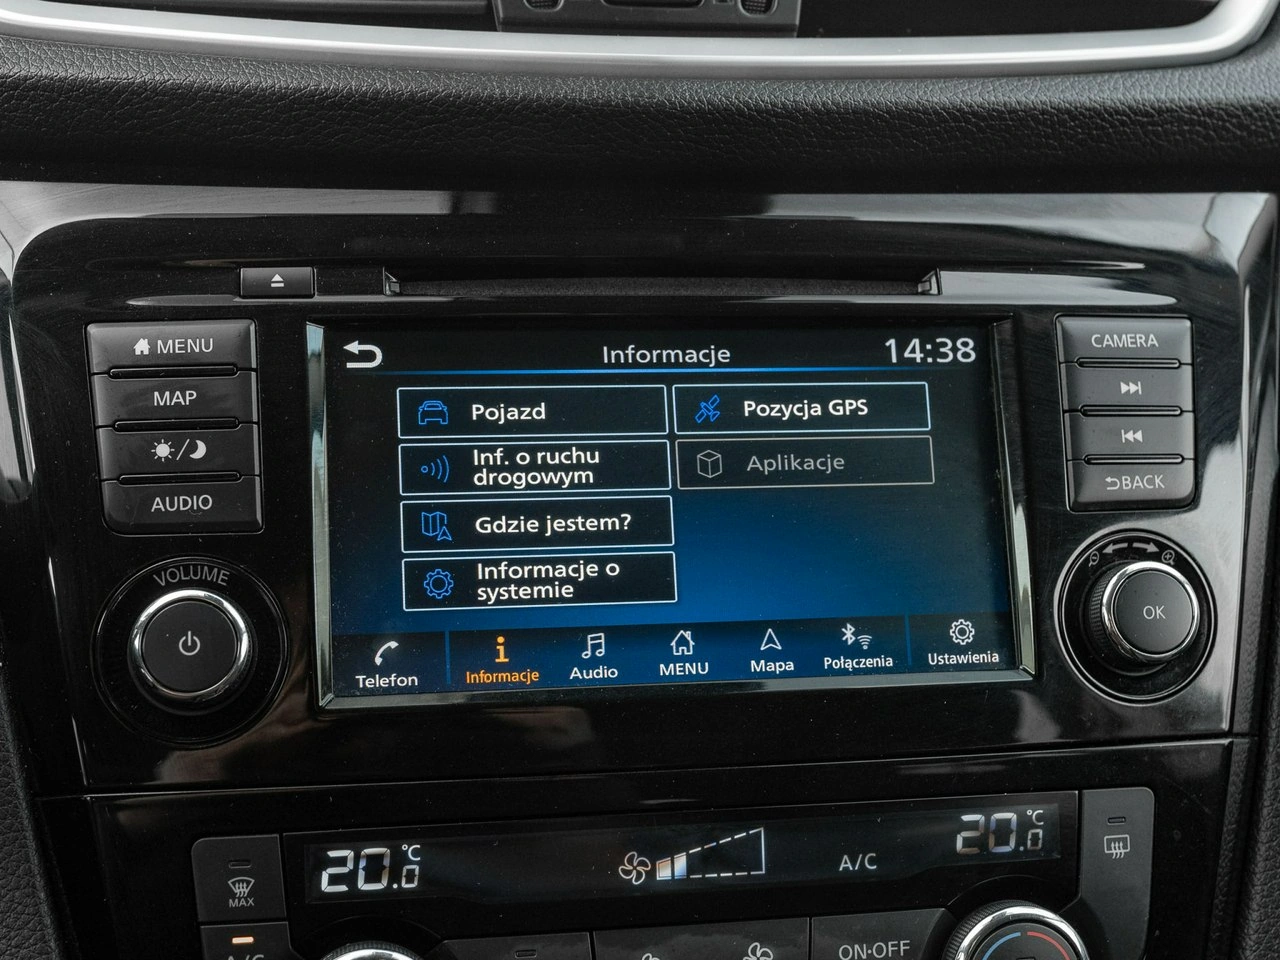 MENU
MAP
AUDIO
VOLUME
Informacje
14:38
Pojazd
Pozycja GPS
Inf. o ruchu
drogowym
Aplikacje
Gdzie jestem?
Informacje o
systemie
Telefon
Informacje
Audio
MENU
Mapa
Połączenia
Ustawienia
CAMERA
BACK
OK
20.0 °C
A/C
20.0 °C
MAX
A/C
ON·OFF